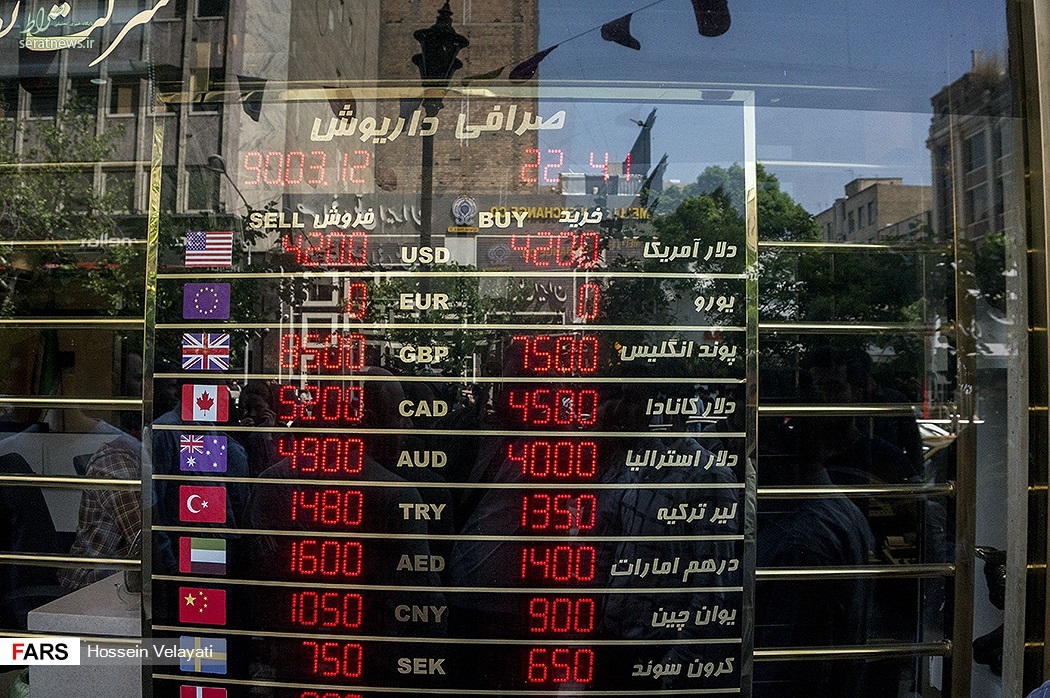 شرکت
صراط
seratnews.ir
صرافی داریوش
9003.12 22 41
SELL فروش BUY خرید
4200 USD 4200 دلار آمریکا
0 EUR 0 یورو
8500 GBP 7500 پوند انگلیس
5200 CAD 4500 دلار کانادا
4900 AUD 4000 دلار استرالیا
1480 TRY 1350 لیر ترکیه
1600 AED 1400 درهم امارات
1050 CNY 900 یوان چین
750 SEK 650 کرون سوئد
FARS Hossein Velayati